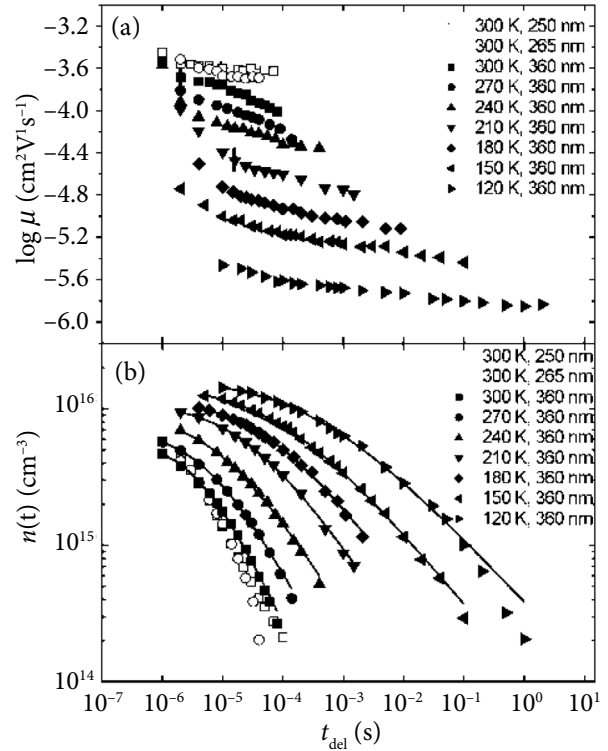 (a)
300 K, 250 nm
300 K, 265 nm
300 K, 360 nm
270 K, 360 nm
240 K, 360 nm
210 K, 360 nm
180 K, 360 nm
150 K, 360 nm
120 K, 360 nm
log μ (cm²V¹s⁻¹)
−3.2
−3.6
−4.0
−4.4
−4.8
−5.2
−5.6
−6.0
(b)
300 K, 250 nm
300 K, 265 nm
300 K, 360 nm
270 K, 360 nm
240 K, 360 nm
210 K, 360 nm
180 K, 360 nm
150 K, 360 nm
120 K, 360 nm
n(t) (cm⁻³)
10¹⁶
10¹⁵
10¹⁴
10⁻⁷ 10⁻⁶ 10⁻⁵ 10⁻⁴ 10⁻³ 10⁻² 10⁻¹ 10⁰
t_del (s)